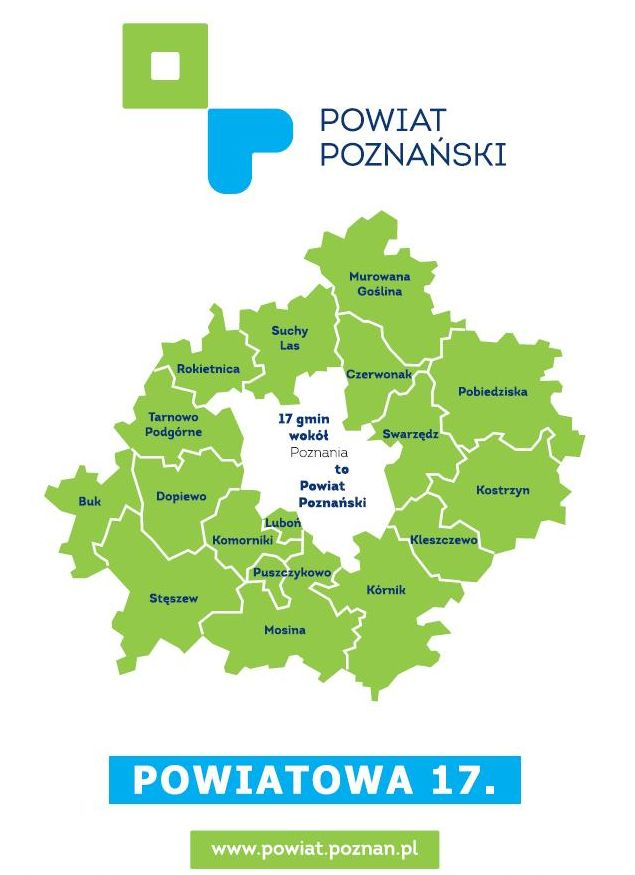 POWIAT
POZNAŃSKI
Murowana
Goślina
Suchy
Las
Rokietnica
Czerwonak
Pobiedziska
Tarnowo
Podgórne
17 gmin
wokół
Poznania
to
Powiat
Poznański
Swarzędz
Buk
Dopiewo
Kostrzyn
Luboń
Komorniki
Kleszczewo
Puszczykowo
Stęszew
Kórnik
Mosina
POWIATOWA 17.
www.powiat.poznan.pl